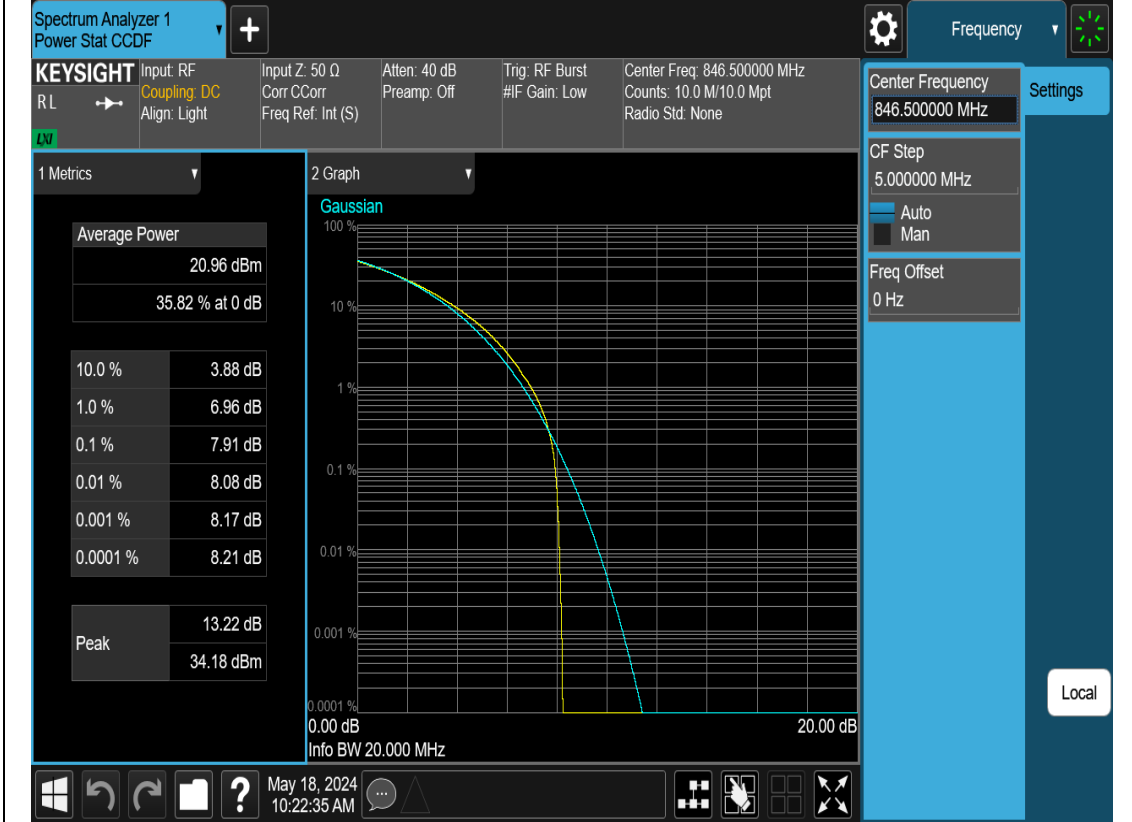 Spectrum Analyzer 1
Power Stat CCDF
Frequency
KEYSIGHT
RL
LXI
Input: RF
Coupling: DC
Align: Light
Input Z: 50 Ω
Corr CCorr
Freq Ref: Int (S)
Atten: 40 dB
Preamp: Off
Trig: RF Burst
#IF Gain: Low
Center Freq: 846.500000 MHz
Counts: 10.0 M/10.0 Mpt
Radio Std: None
Center Frequency
846.500000 MHz
Settings
CF Step
5.000000 MHz
Auto
Man
Freq Offset
0 Hz
Local
1 Metrics
Average Power
20.96 dBm
35.82 % at 0 dB
10.0 % 3.88 dB
1.0 % 6.96 dB
0.1 % 7.91 dB
0.01 % 8.08 dB
0.001 % 8.17 dB
0.0001 % 8.21 dB
Peak
13.22 dB
34.18 dBm
2 Graph
Gaussian
100 %
10 %
1 %
0.1 %
0.01 %
0.001 %
0.0001 %
0.00 dB 20.00 dB
Info BW 20.000 MHz
May 18, 2024
10:22:35 AM